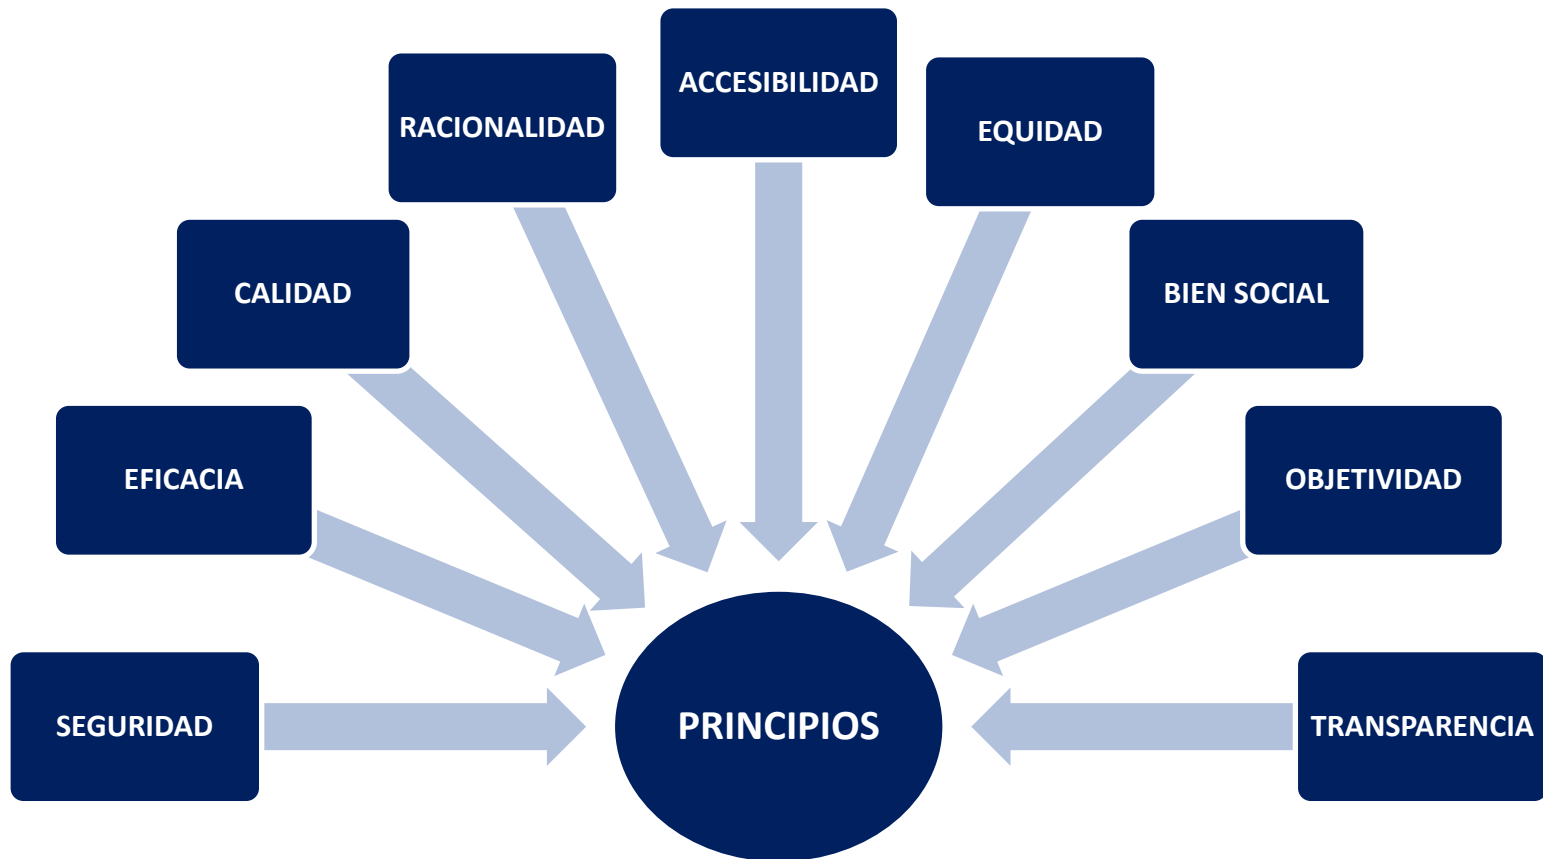 ACCESIBILIDAD
RACIONALIDAD
EQUIDAD
CALIDAD
BIEN SOCIAL
EFICACIA
OBJETIVIDAD
SEGURIDAD
PRINCIPIOS
TRANSPARENCIA